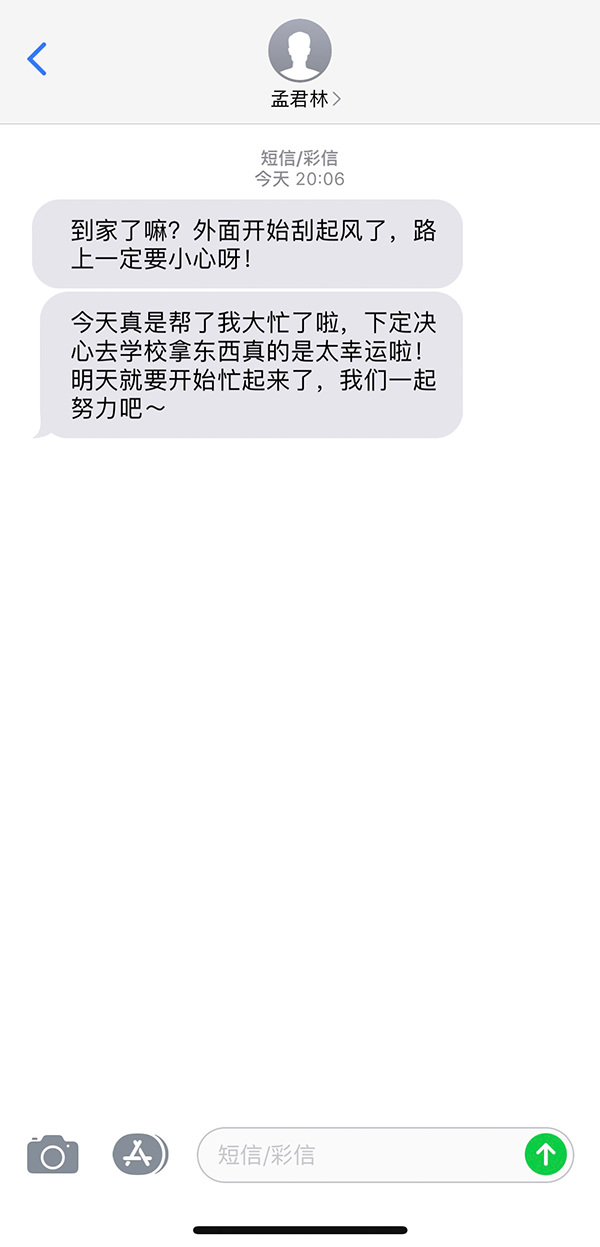 孟君林
短信/彩信
今天 20:06
到家了嘛？外面开始刮起风了，路
上一定要小心呀！
今天真是帮了我大忙了啦，下定决
心去学校拿东西真的是太幸运啦！
明天就要开始忙起来了，我们一起
努力吧～
短信/彩信